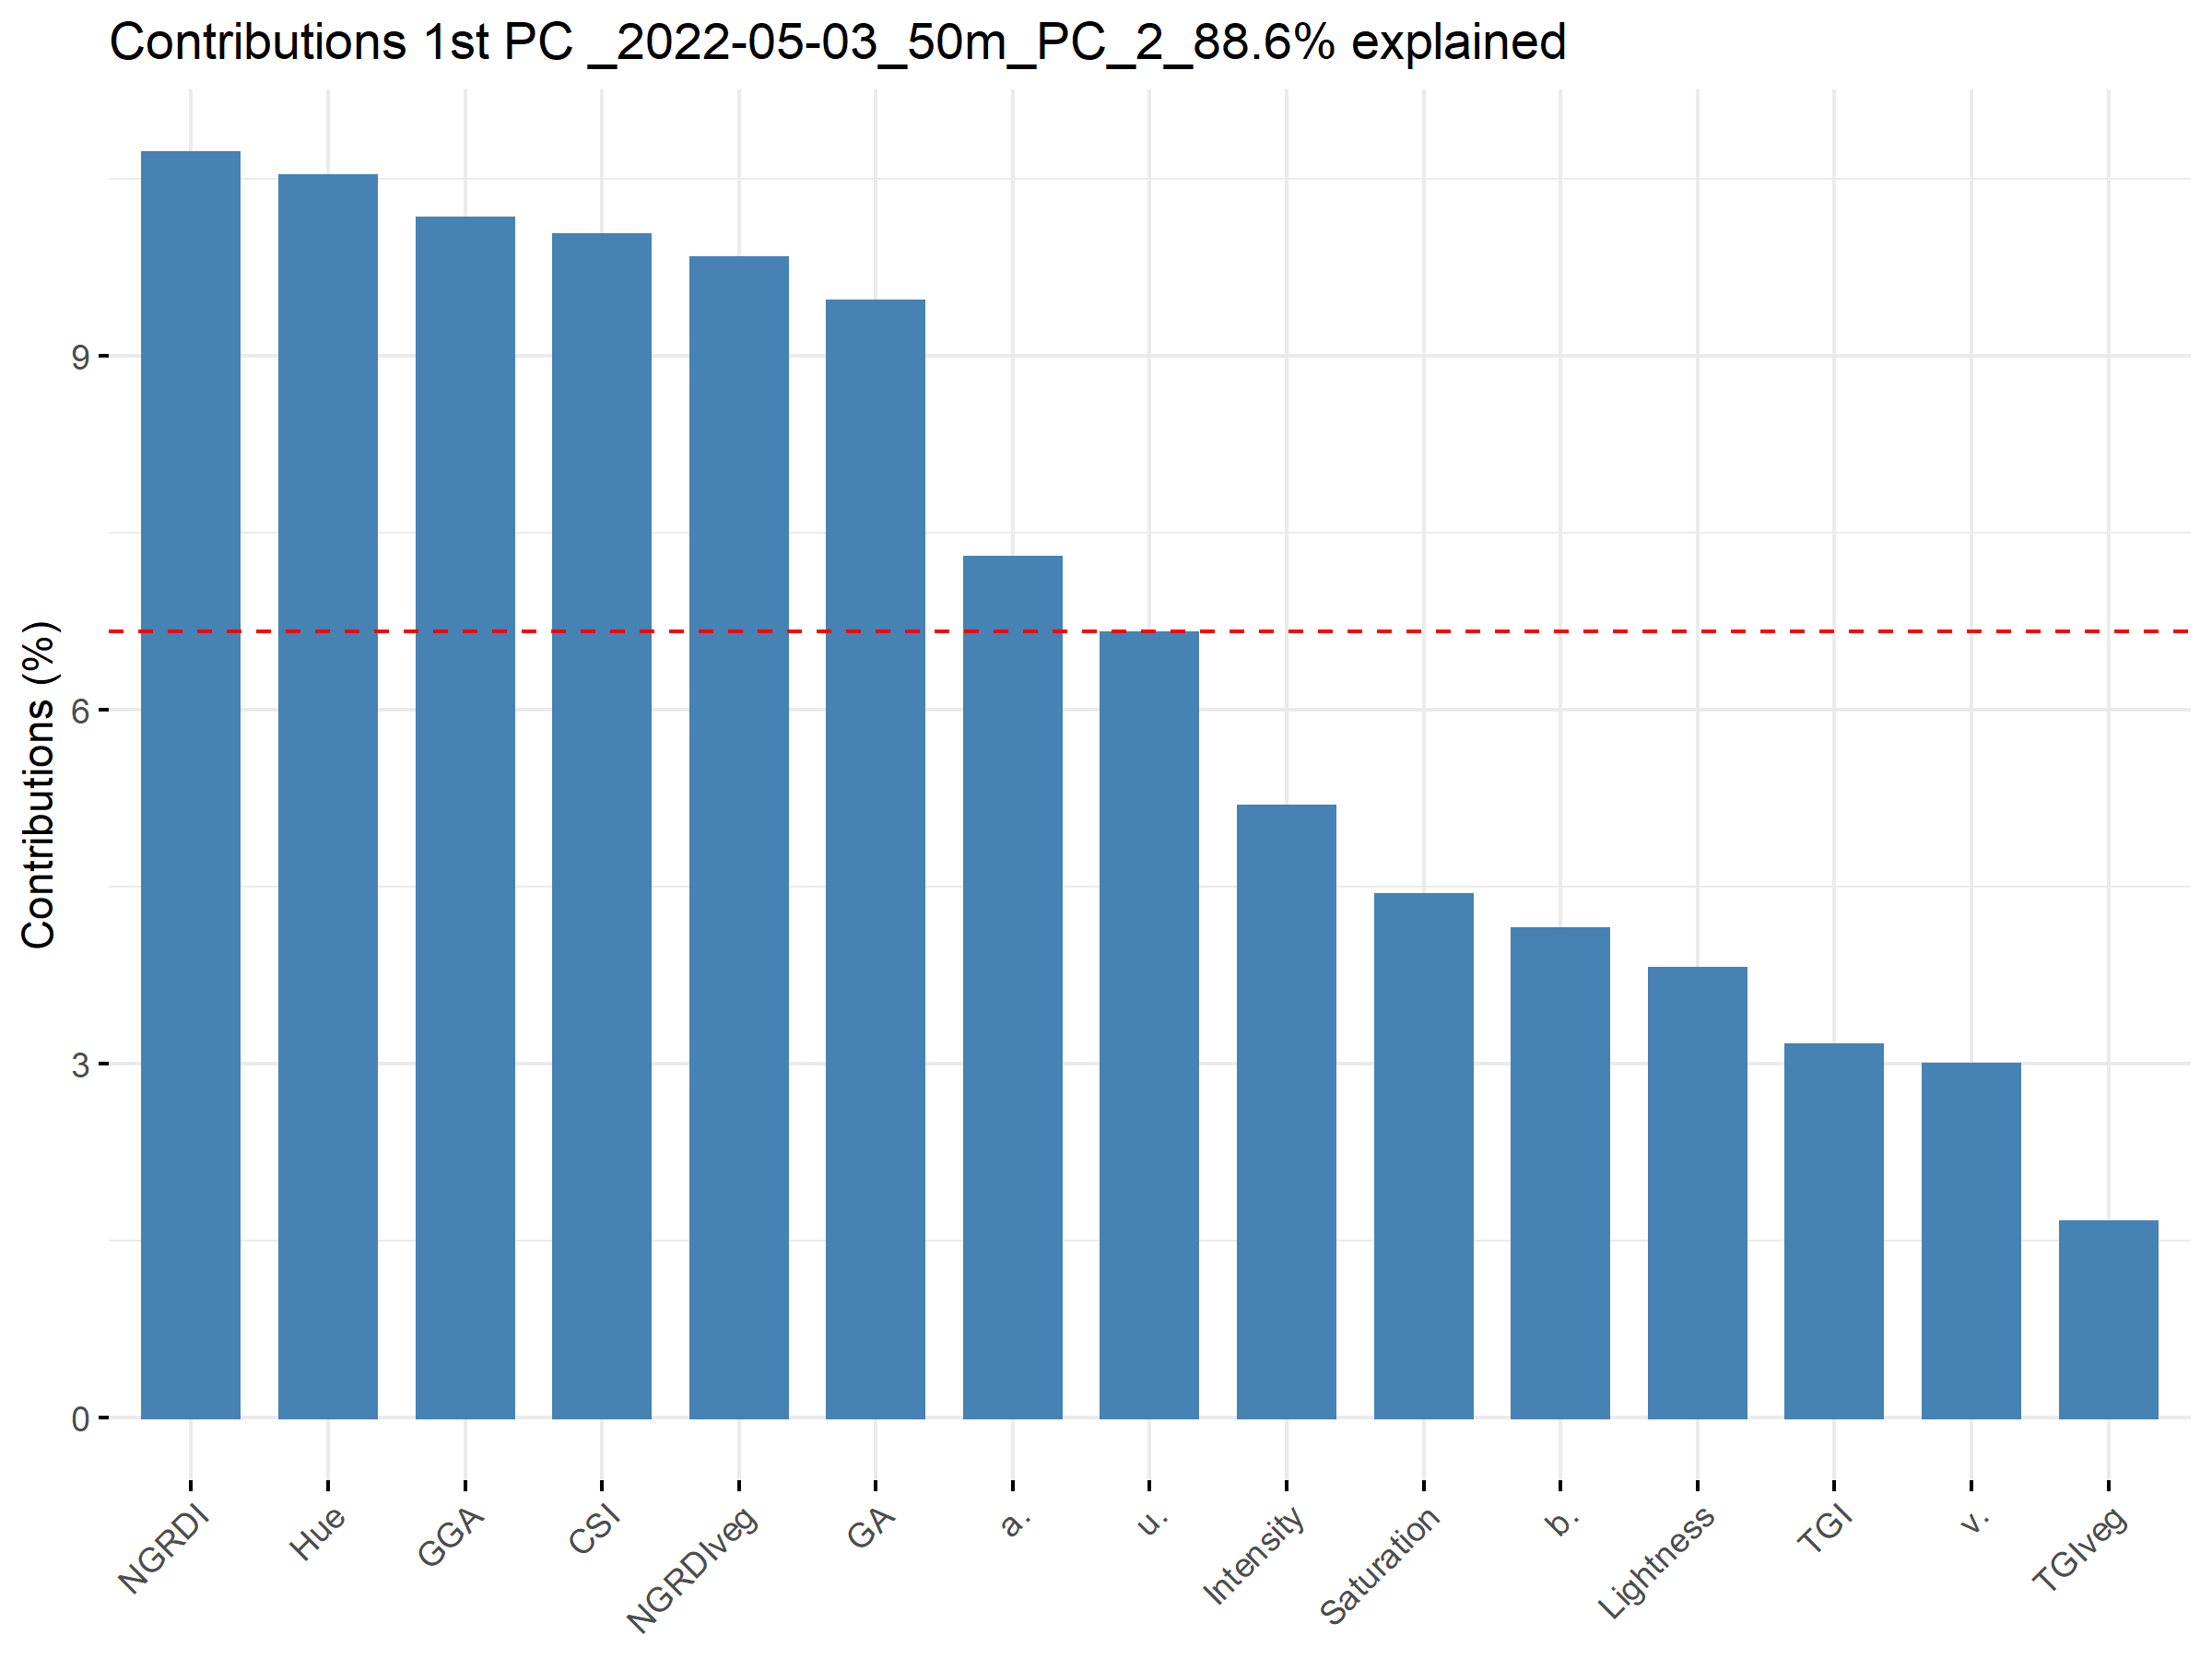 Contributions 1st PC _2022-05-03_50m_PC_2_88.6% explained
Contributions (%)
9
6
3
0
NGRDI
Hue
GGA
CSI
NGRDIveg
GA
a.
u.
Intensity
Saturation
b.
Lightness
TGI
v.
TGIveg